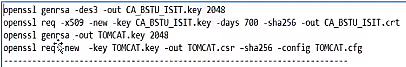 openssl genrsa -des3 -out CA_BSTU_ISIT.key 2048
openssl req -x509 -new -key CA_BSTU_ISIT.key -days 700 -sha256 -out CA_BSTU_ISIT.crt
openssl genrsa -out TOMCAT.key 2048
openssl req -new -key TOMCAT.key -out TOMCAT.csr -sha256 -config TOMCAT.cfg
--------------------------------------------------------------------